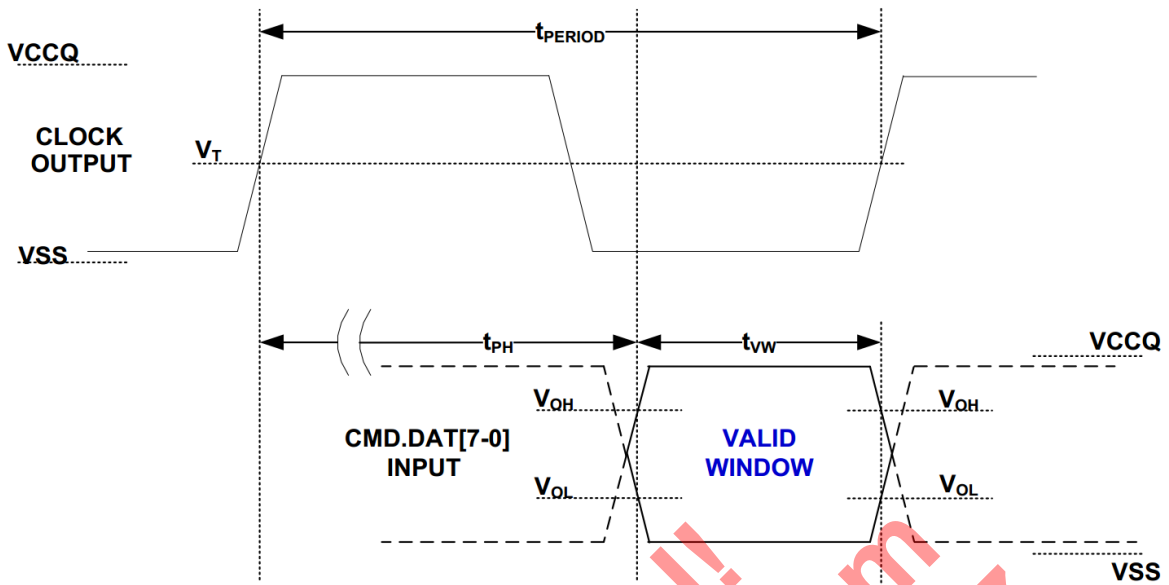 tPERIOD
VCCQ
CLOCK
OUTPUT
VT
VSS
tPH
tVW
VCCQ
VOH
VOH
CMD.DAT[7-0]
INPUT
VALID
WINDOW
VOL
VOL
VSS